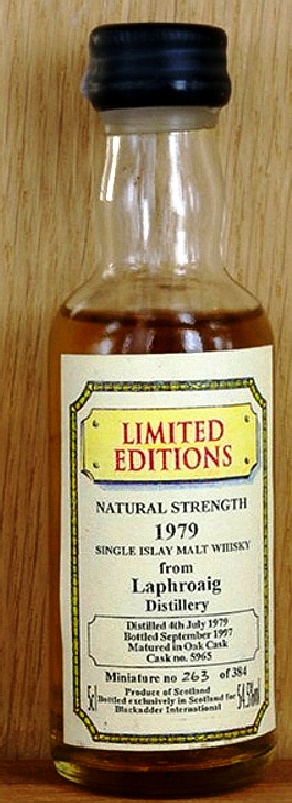 LIMITED
EDITIONS
NATURAL STRENGTH
1979
SINGLE ISLAY MALT WHISKY
from
Laphroaig
Distillery
Distilled 4th July 1979
Bottled September 1997
Matured in Oak Cask
Cask no. 5965
Miniature no 263 of 384
Product of Scotland
5cl Bottled exclusively in Scotland for 54.5%
Blackadder International